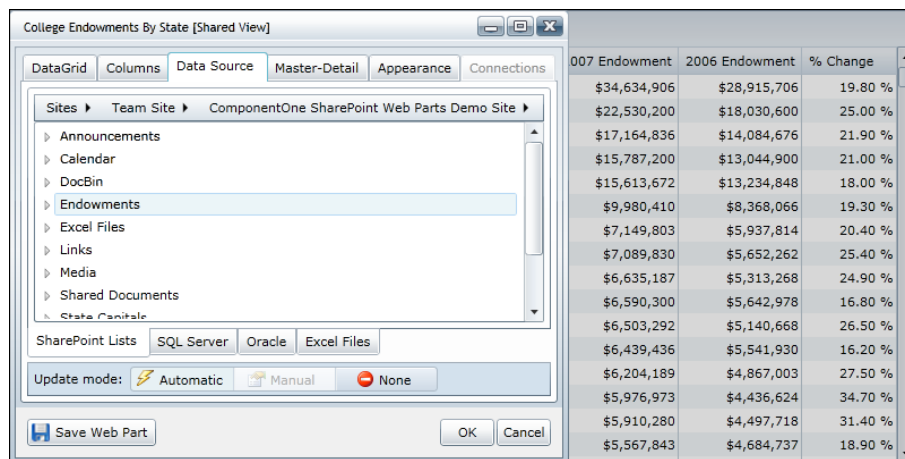 College Endowments By State [Shared View]
DataGrid Columns Data Source Master-Detail Appearance Connections
Sites Team Site ComponentOne SharePoint Web Parts Demo Site
Announcements
Calendar
DocBin
Endowments
Excel Files
Links
Media
Shared Documents
State Capitals
SharePoint Lists SQL Server Oracle Excel Files
Update mode: Automatic Manual None
Save Web Part OK Cancel
007 Endowment 2006 Endowment % Change
$34,634,906 $28,915,706 19.80 %
$22,530,200 $18,030,600 25.00 %
$17,164,836 $14,084,676 21.90 %
$15,787,200 $13,044,900 21.00 %
$15,613,672 $13,234,848 18.00 %
$9,980,410 $8,368,066 19.30 %
$7,149,803 $5,937,814 20.40 %
$7,089,830 $5,652,262 25.40 %
$6,635,187 $5,313,268 24.90 %
$6,590,300 $5,642,978 16.80 %
$6,503,292 $5,140,668 26.50 %
$6,439,436 $5,541,930 16.20 %
$6,204,189 $4,867,003 27.50 %
$5,976,973 $4,436,624 34.70 %
$5,910,280 $4,497,718 31.40 %
$5,567,843 $4,684,737 18.90 %